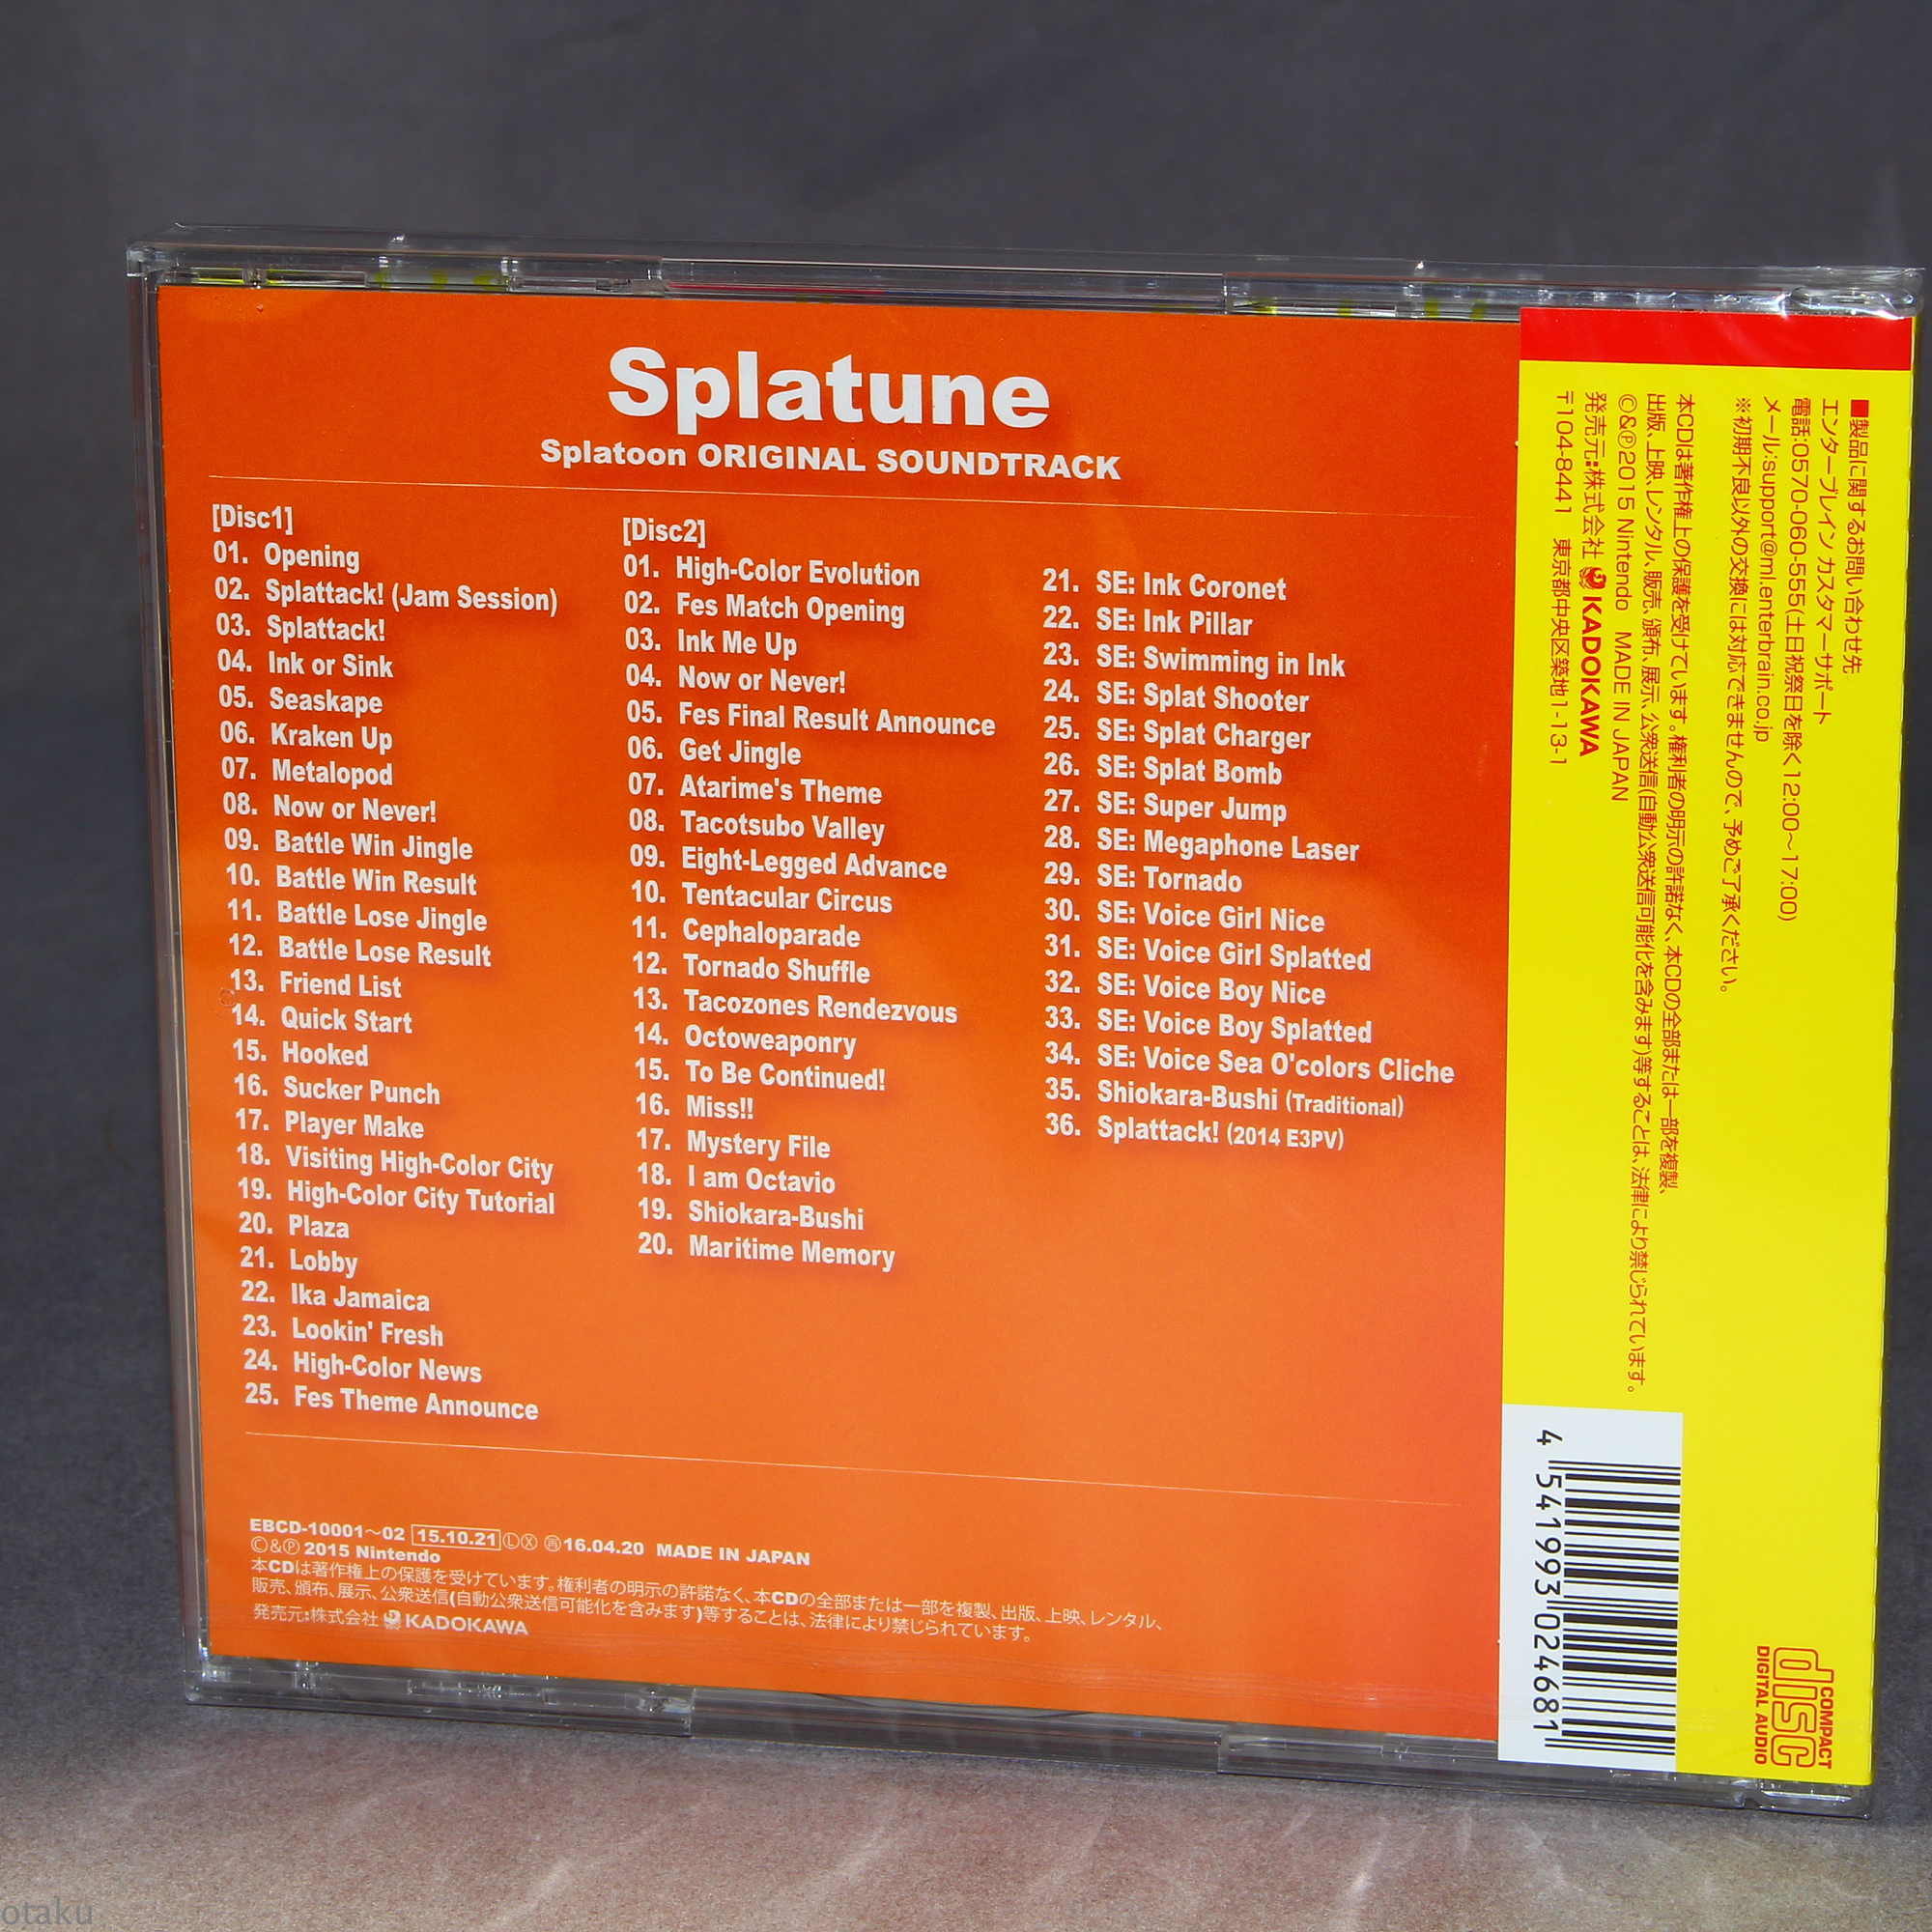 Splatune
Splatoon ORIGINAL SOUNDTRACK
[Disc1]
01. Opening
02. Splattack! (Jam Session)
03. Splattack!
04. Ink or Sink
05. Seaskape
06. Kraken Up
07. Metalopod
08. Now or Never!
09. Battle Win Jingle
10. Battle Win Result
11. Battle Lose Jingle
12. Battle Lose Result
13. Friend List
14. Quick Start
15. Hooked
16. Sucker Punch
17. Player Make
18. Visiting High-Color City
19. High-Color City Tutorial
20. Plaza
21. Lobby
22. Ika Jamaica
23. Lookin' Fresh
24. High-Color News
25. Fes Theme Announce
[Disc2]
01. High-Color Evolution
02. Fes Match Opening
03. Ink Me Up
04. Now or Never!
05. Fes Final Result Announce
06. Get Jingle
07. Atarime's Theme
08. Tacotsubo Valley
09. Eight-Legged Advance
10. Tentacular Circus
11. Cephaloparade
12. Tornado Shuffle
13. Tacozones Rendezvous
14. Octoweaponry
15. To Be Continued!
16. Miss!!
17. Mystery File
18. I am Octavio
19. Shiokara-Bushi
20. Maritime Memory
21. SE: Ink Coronet
22. SE: Ink Pillar
23. SE: Swimming in Ink
24. SE: Splat Shooter
25. SE: Splat Charger
26. SE: Splat Bomb
27. SE: Super Jump
28. SE: Megaphone Laser
29. SE: Tornado
30. SE: Voice Girl Nice
31. SE: Voice Girl Splatted
32. SE: Voice Boy Nice
33. SE: Voice Boy Splatted
34. SE: Voice Sea O'colors Cliche
35. Shiokara-Bushi (Traditional)
36. Splattack! (2014 E3PV)
EBCD-10001〜02 15.10.21 Ⓛ Ⓧ ㊢16.04.20 MADE IN JAPAN
Ⓒ&Ⓟ 2015 Nintendo
本CDは著作権上の保護を受けています。権利者の明示の許諾なく、本CDの全部または一部を複製、出版、上映、レンタル、
販売、頒布、展示、公衆送信(自動公衆送信可能化を含みます)等することは、法律により禁じられています。
発売元:株式会社 KADOKAWA
■製品に関するお問い合わせ先
エンターブレイン カスタマーサポート
電話:0570-060-555(土日祝祭日を除く12:00〜17:00)
メール:support@ml.enterbrain.co.jp
※初期不良以外の交換には対応できませんので、予めご了承ください。
本CDは著作権上の保護を受けています。権利者の明示の許諾なく、本CDの全部または一部を複製、
出版、上映、レンタル、販売、頒布、展示、公衆送信(自動公衆送信可能化を含みます)等することは、法律により禁じられています。
Ⓒ&Ⓟ2015 Nintendo MADE IN JAPAN
発売元:株式会社 KADOKAWA
〒104-8441 東京都中央区築地1-13-1
4 541993 024681
COMPACT
disc
DIGITAL AUDIO
otaku